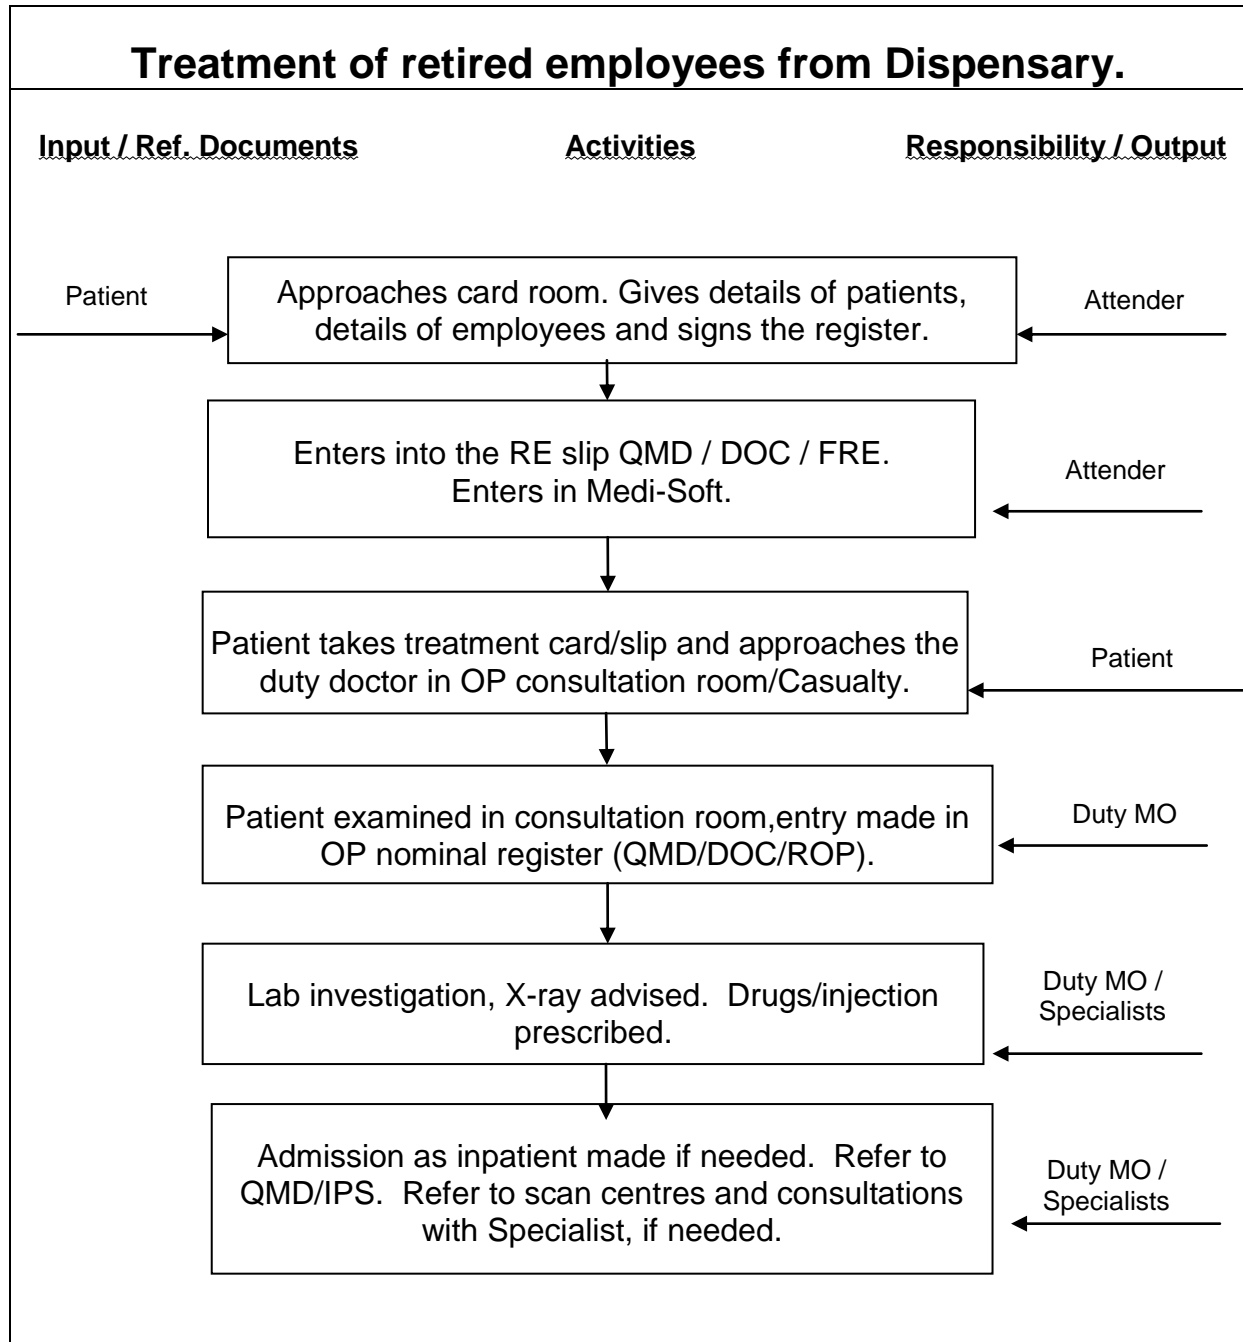 Treatment of retired employees from Dispensary.
Input / Ref. Documents
Activities
Responsibility / Output
Patient
Approaches card room. Gives details of patients,
details of employees and signs the register.
Attender
Enters into the RE slip QMD / DOC / FRE.
Enters in Medi-Soft.
Attender
Patient takes treatment card/slip and approaches the
duty doctor in OP consultation room/Casualty.
Patient
Patient examined in consultation room,entry made in
OP nominal register (QMD/DOC/ROP).
Duty MO
Lab investigation, X-ray advised.  Drugs/injection
prescribed.
Duty MO /
Specialists
Admission as inpatient made if needed.  Refer to
QMD/IPS.  Refer to scan centres and consultations
with Specialist, if needed.
Duty MO /
Specialists